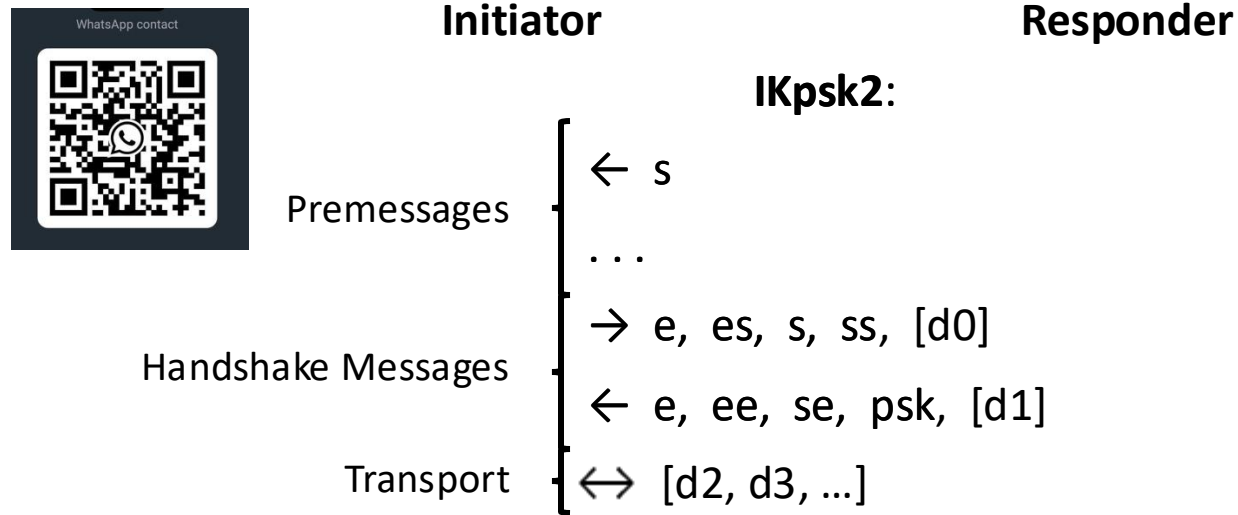 WhatsApp contact
Initiator Responder
IKpsk2:
Premessages
← s
. . .
Handshake Messages
→ e, es, s, ss, [d0]
← e, ee, se, psk, [d1]
Transport
↔ [d2, d3, ...]